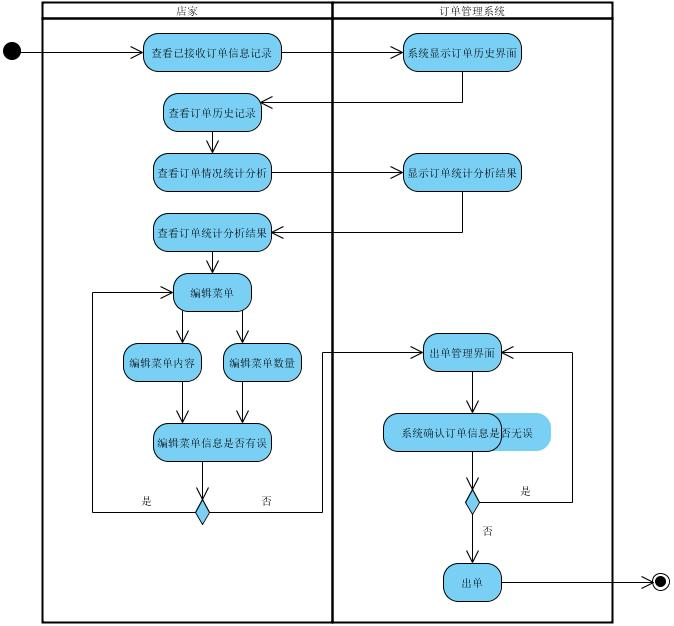 店家
订单管理系统
查看已接收订单信息记录
系统显示订单历史界面
查看订单历史记录
查看订单情况统计分析
显示订单统计分析结果
查看订单统计分析结果
编辑菜单
编辑菜单内容
编辑菜单数量
出单管理界面
编辑菜单信息是否有误
系统确认订单信息是否无误
是
否
是
否
出单